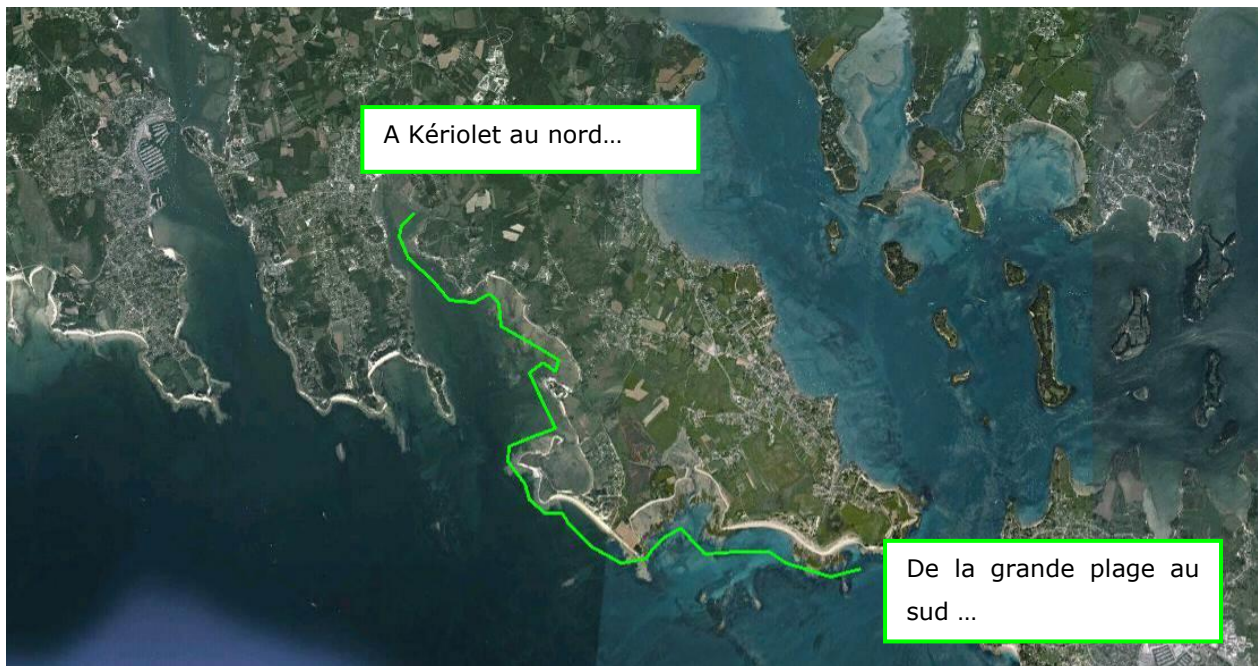 A Kériolet au nord…
De la grande plage au
sud …